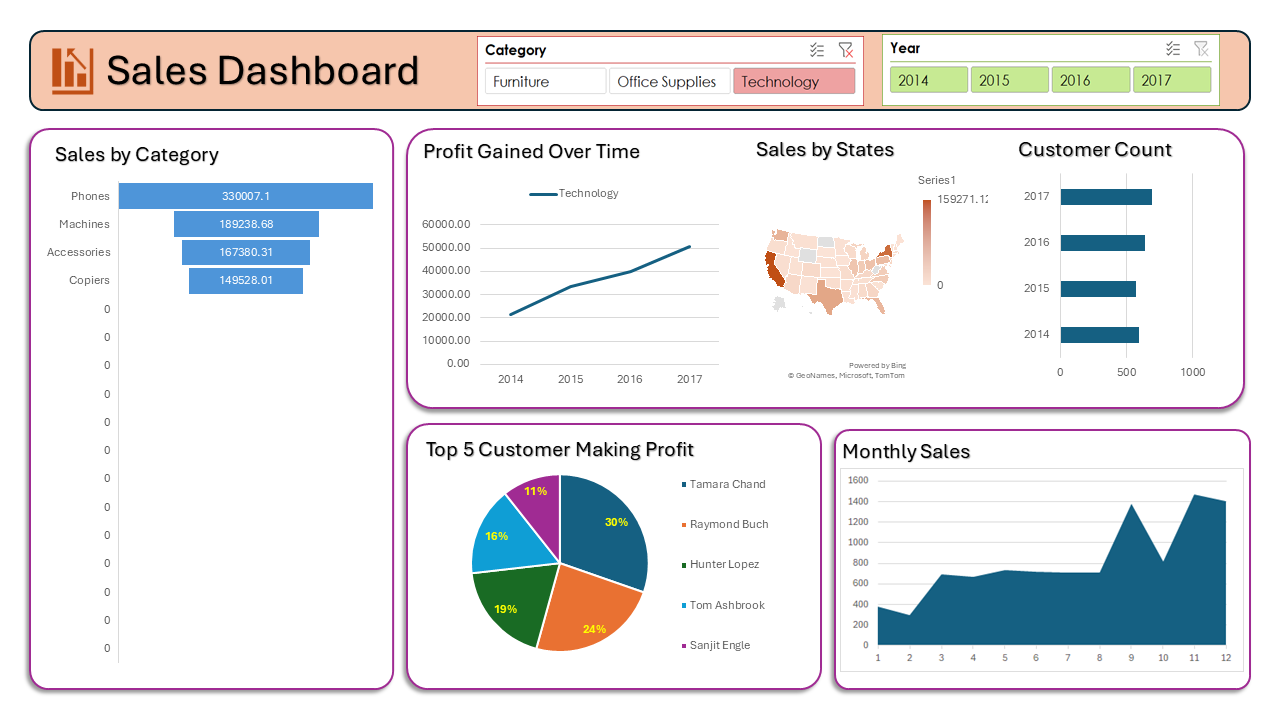 Sales Dashboard
Category
Furniture
Office Supplies
Technology
Year
2014
2015
2016
2017
Sales by Category
Phones
330007.1
Machines
189238.68
Accessories
167380.31
Copiers
149528.01
0
0
0
0
0
0
0
0
0
0
0
0
0
Profit Gained Over Time
Technology
60000.00
50000.00
40000.00
30000.00
20000.00
10000.00
0.00
2014
2015
2016
2017
Sales by States
Series1
159271.12
0
Powered by Bing
© GeoNames, Microsoft, TomTom
Customer Count
2017
2016
2015
2014
0
500
1000
Top 5 Customer Making Profit
11%
30%
16%
19%
24%
Tamara Chand
Raymond Buch
Hunter Lopez
Tom Ashbrook
Sanjit Engle
Monthly Sales
1600
1400
1200
1000
800
600
400
200
0
1
2
3
4
5
6
7
8
9
10
11
12